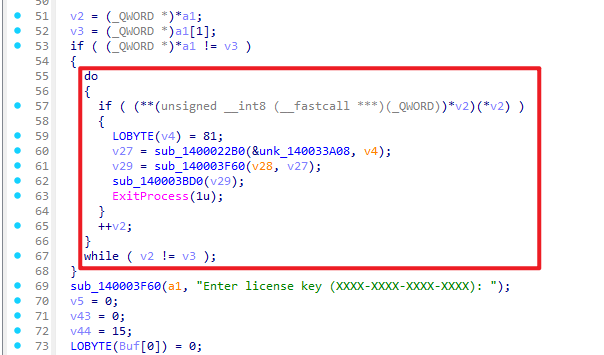 50
51 v2 = (_QWORD *)*a1;
52 v3 = (_QWORD *)a1[1];
53 if ( (_QWORD *)*a1 != v3 )
54 {
55 do
56 {
57 if ( (**(unsigned __int8 (__fastcall ***)(_QWORD))*v2)(*v2) )
58 {
59 LOBYTE(v4) = 81;
60 v27 = sub_1400022B0(&unk_140033A08, v4);
61 v29 = sub_140003F60(v28, v27);
62 sub_140003BD0(v29);
63 ExitProcess(1u);
64 }
65 ++v2;
66 }
67 while ( v2 != v3 );
68 }
69 sub_140003F60(a1, "Enter license key (XXXX-XXXX-XXXX-XXXX): ");
70 v5 = 0;
71 v43 = 0;
72 v44 = 15;
73 LOBYTE(Buf[0]) = 0;